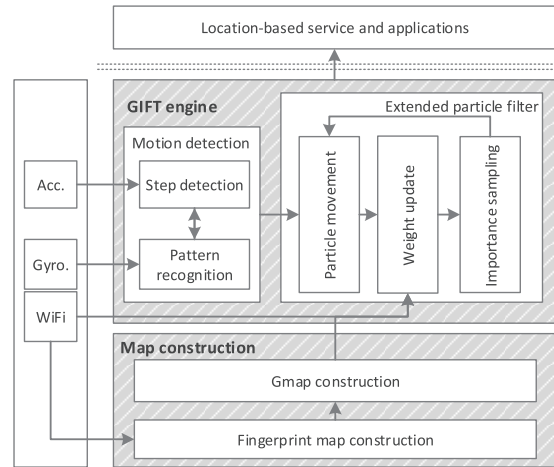 Location-based service and applications
GIFT engine
Extended particle filter
Motion detection
Acc.
Step detection
Particle movement
Weight update
Importance sampling
Gyro.
Pattern
recognition
WiFi
Map construction
Gmap construction
Fingerprint map construction